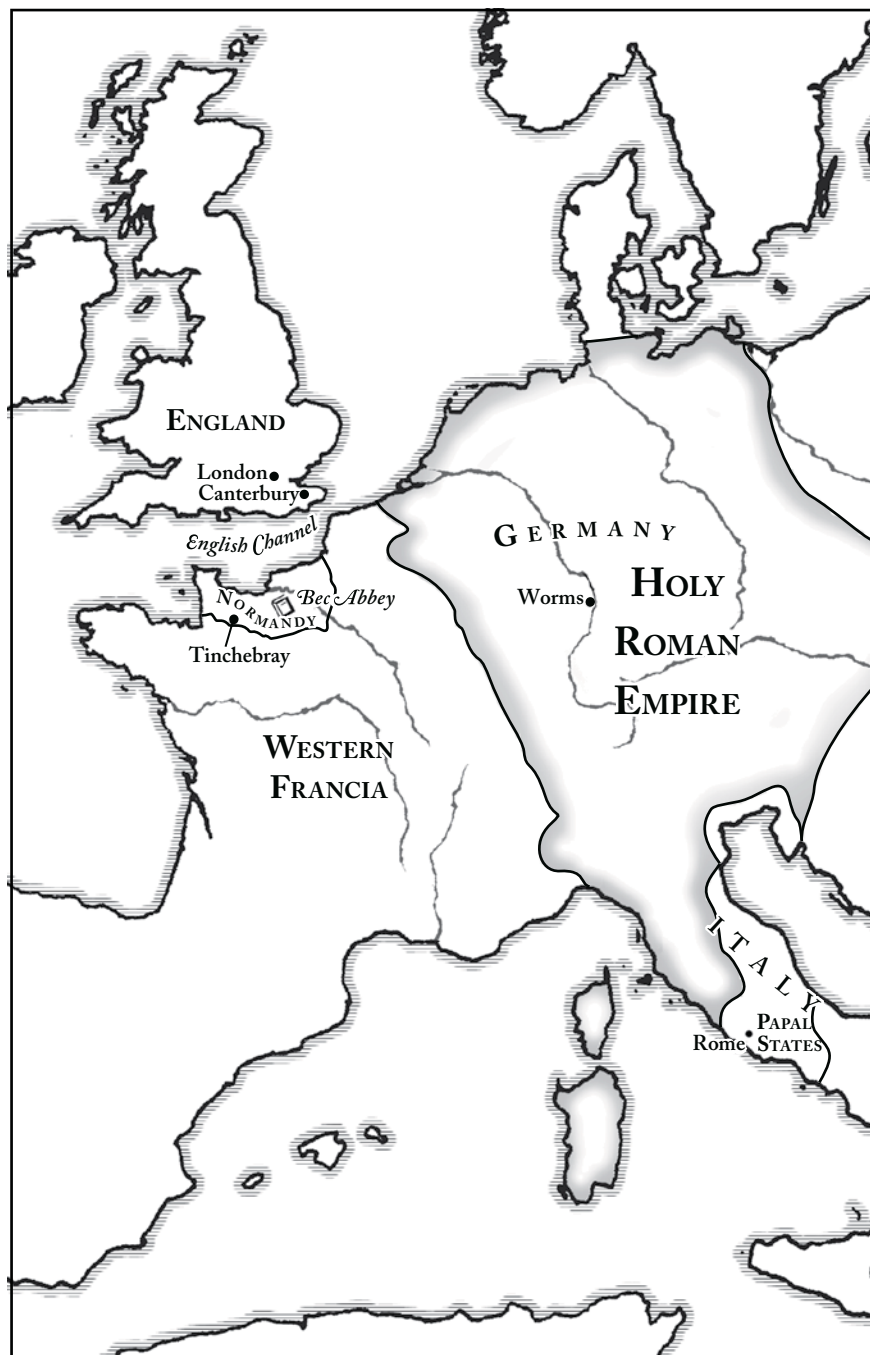 ENGLAND
London
Canterbury
English Channel
GERMANY
HOLY
ROMAN
EMPIRE
Worms
NORMANDY
Bec Abbey
Tinchebray
WESTERN
FRANCIA
ITALY
PAPAL
STATES
Rome